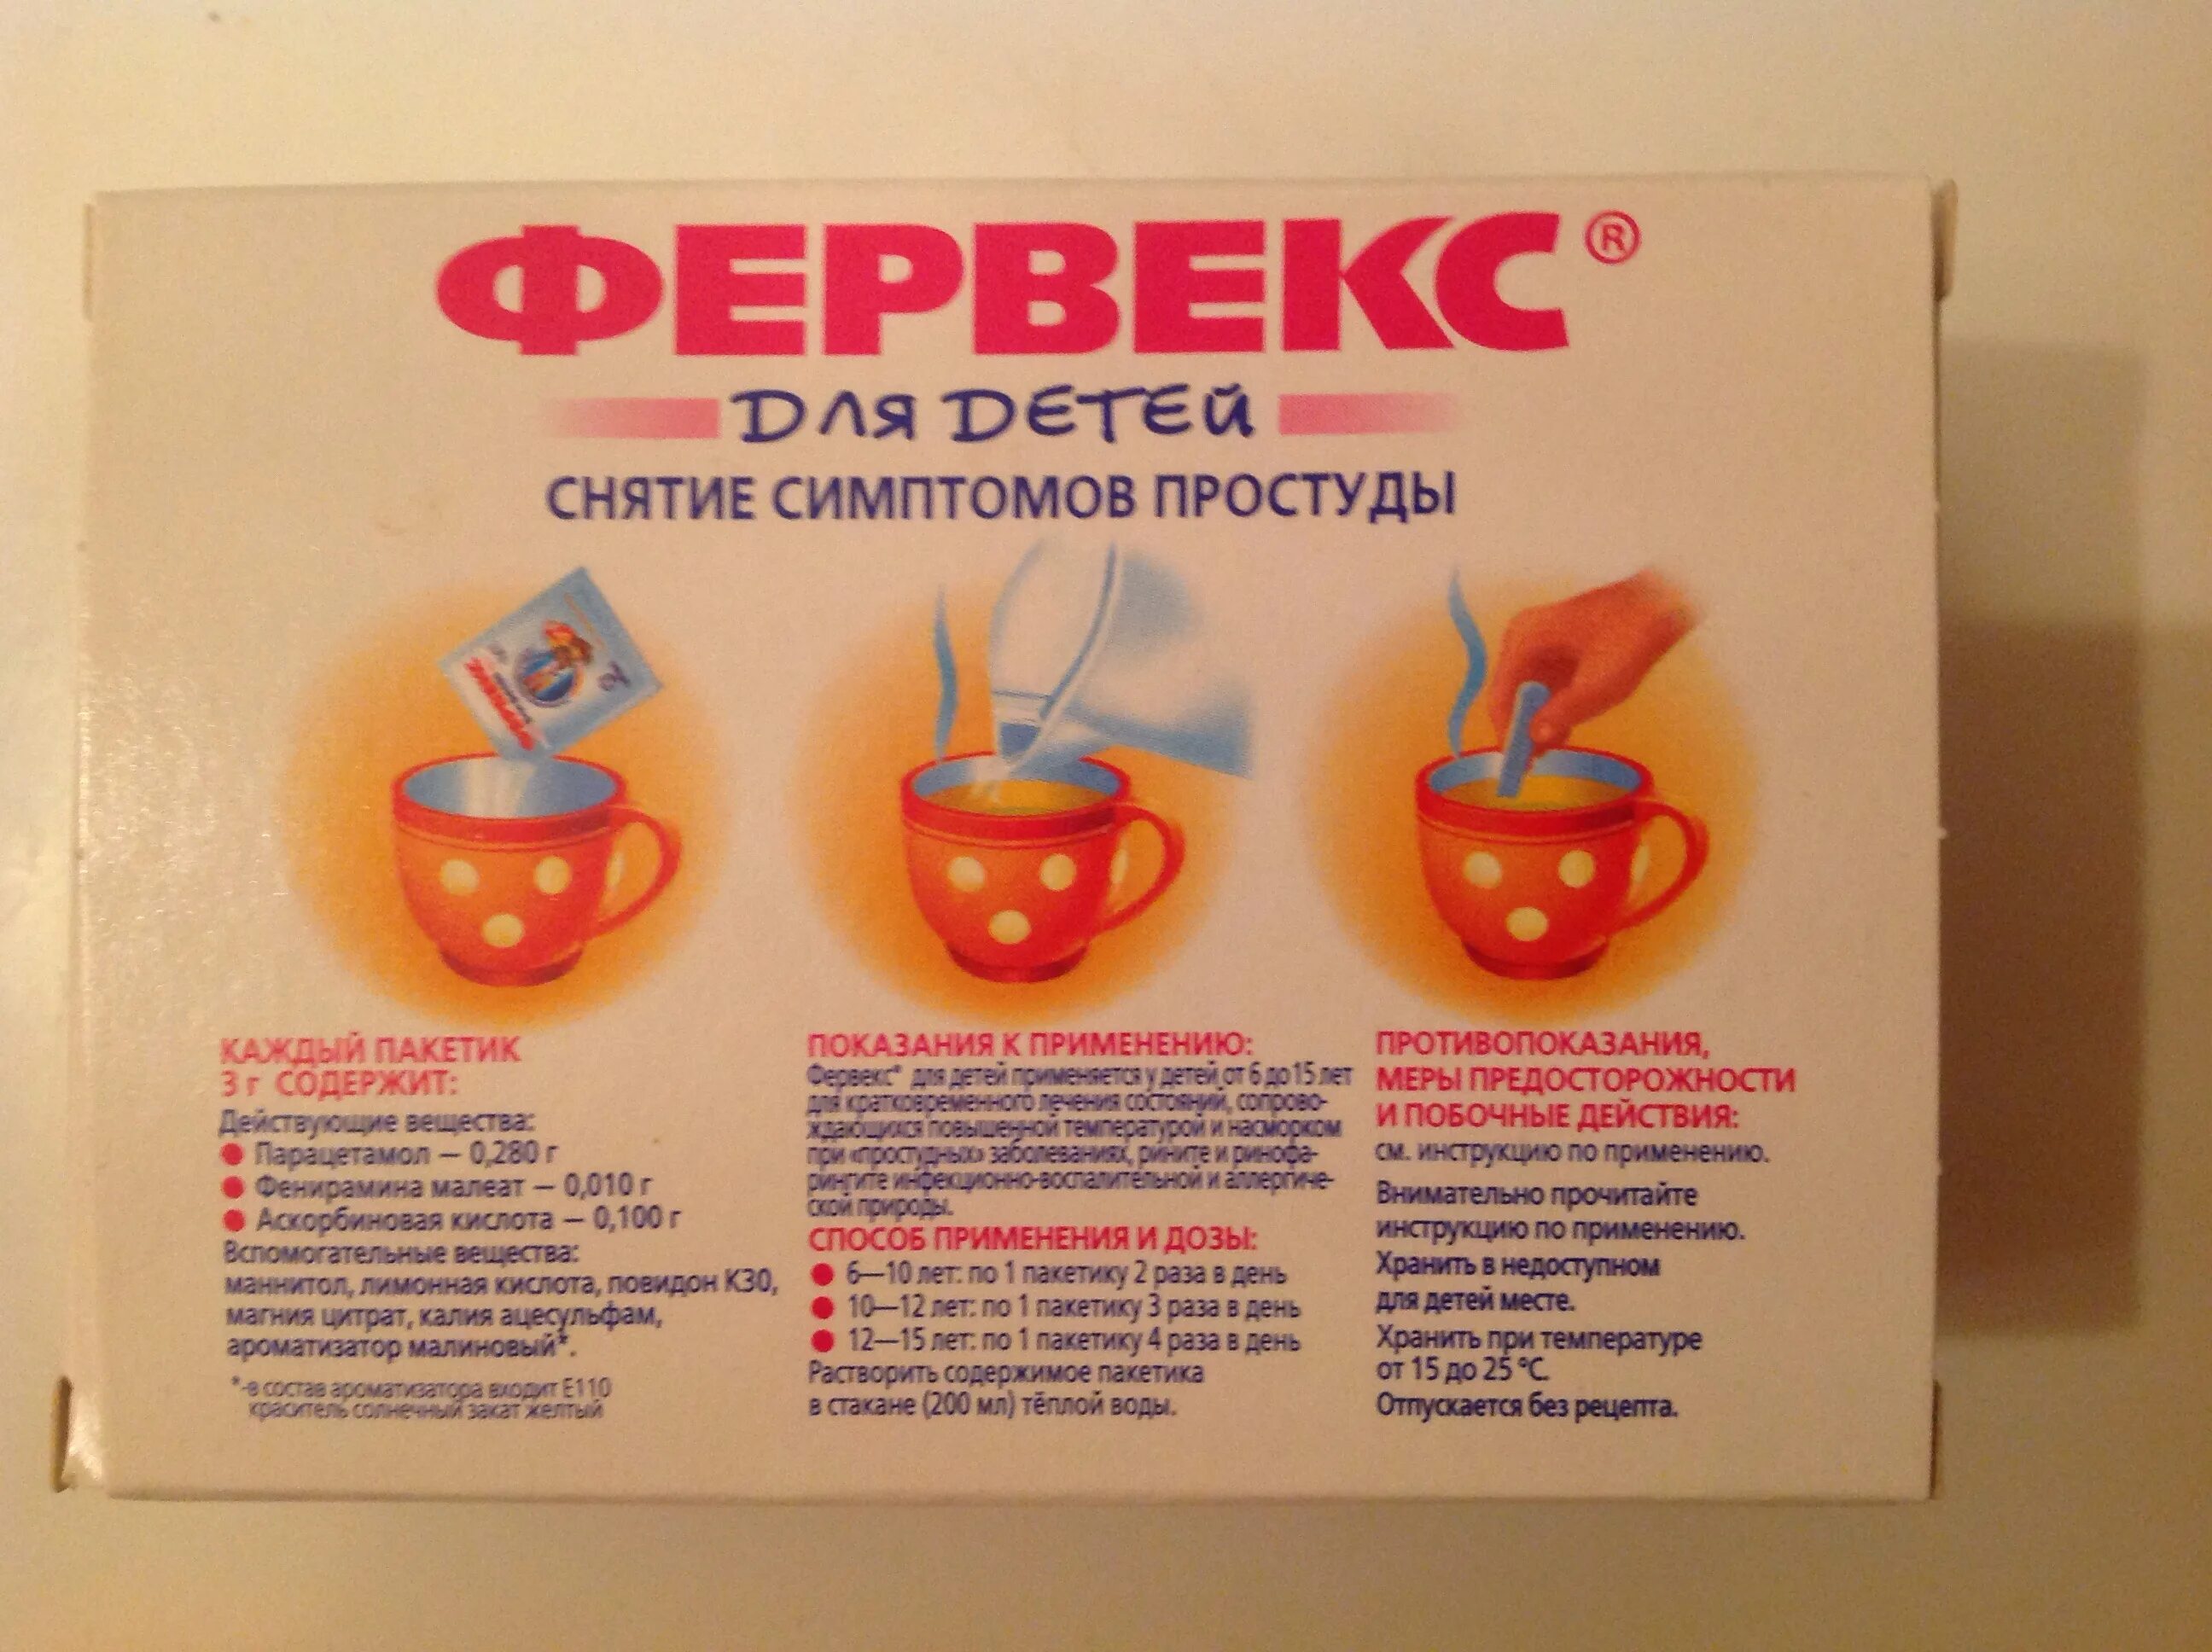 ФЕРВЕКС®
ДЛЯ ДЕТЕЙ
СНЯТИЕ СИМПТОМОВ ПРОСТУДЫ
КАЖДЫЙ ПАКЕТИК
3 г СОДЕРЖИТ:
Действующие вещества:
● Парацетамол — 0,280 г
● Фенирамина малеат — 0,010 г
● Аскорбиновая кислота — 0,100 г
Вспомогательные вещества:
маннитол, лимонная кислота, повидон К30,
магния цитрат, калия ацесульфам,
ароматизатор малиновый*.
*-в состав ароматизатора входит Е110
краситель солнечный закат желтый
ПОКАЗАНИЯ К ПРИМЕНЕНИЮ:
Фервекс® для детей применяется у детей от 6 до 15 лет
для кратковременного лечения состояний, сопрово-
ждающихся повышенной температурой и насморком
при «простудных» заболеваниях, рините и ринофа-
рингите инфекционно-воспалительной и аллергиче-
ской природы.
СПОСОБ ПРИМЕНЕНИЯ И ДОЗЫ:
● 6—10 лет: по 1 пакетику 2 раза в день
● 10—12 лет: по 1 пакетику 3 раза в день
● 12—15 лет: по 1 пакетику 4 раза в день
Растворить содержимое пакетика
в стакане (200 мл) тёплой воды.
ПРОТИВОПОКАЗАНИЯ,
МЕРЫ ПРЕДОСТОРОЖНОСТИ
И ПОБОЧНЫЕ ДЕЙСТВИЯ:
см. инструкцию по применению.
Внимательно прочитайте
инструкцию по применению.
Хранить в недоступном
для детей месте.
Хранить при температуре
от 15 до 25 °С.
Отпускается без рецепта.